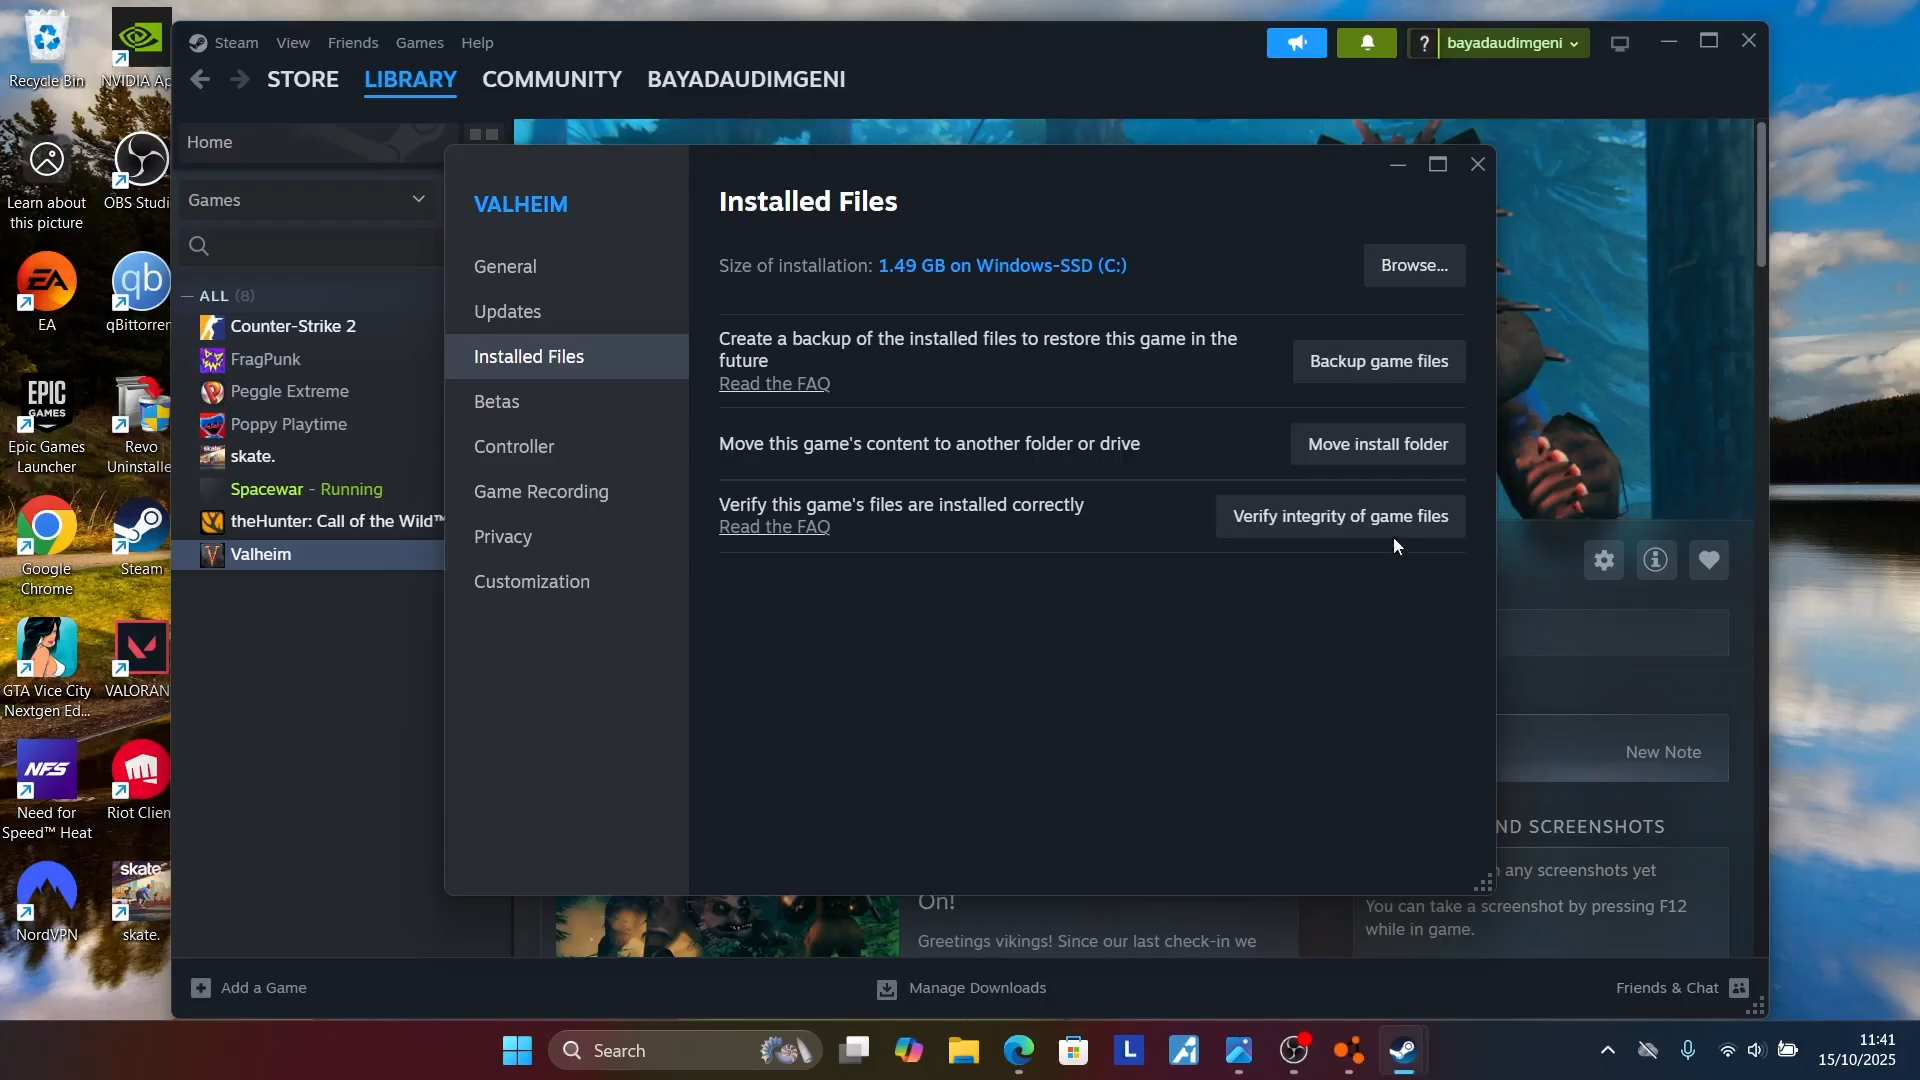 Recycle Bin
NVIDIA Ap
Learn about
this picture
OBS Studi
EA
qBittorren
EPIC
GAMES
Epic Games
Launcher
Revo
Uninstalle
Google
Chrome
Steam
GTA Vice City
Nextgen Ed...
VALORAN
NFS
Need for
Speed™ Heat
Riot Clien
NordVPN
skate.
skate.
Steam
View
Friends
Games
Help
?
bayadaudimgeni
STORE
LIBRARY
COMMUNITY
BAYADAUDIMGENI
Home
Games
— ALL (8)
Counter-Strike 2
FragPunk
Peggle Extreme
Poppy Playtime
skate.
Spacewar - Running
theHunter: Call of the Wild™
Valheim
VALHEIM
General
Updates
Installed Files
Betas
Controller
Game Recording
Privacy
Customization
Installed Files
Size of installation: 1.49 GB on Windows-SSD (C:)
Browse...
Create a backup of the installed files to restore this game in the
future
Read the FAQ
Backup game files
Move this game's content to another folder or drive
Move install folder
Verify this game's files are installed correctly
Read the FAQ
Verify integrity of game files
New Note
ND SCREENSHOTS
any screenshots yet
You can take a screenshot by pressing F12
while in game.
On!
Greetings vikings! Since our last check-in we
Add a Game
Manage Downloads
Friends & Chat
Search
L
11:41
15/10/2025